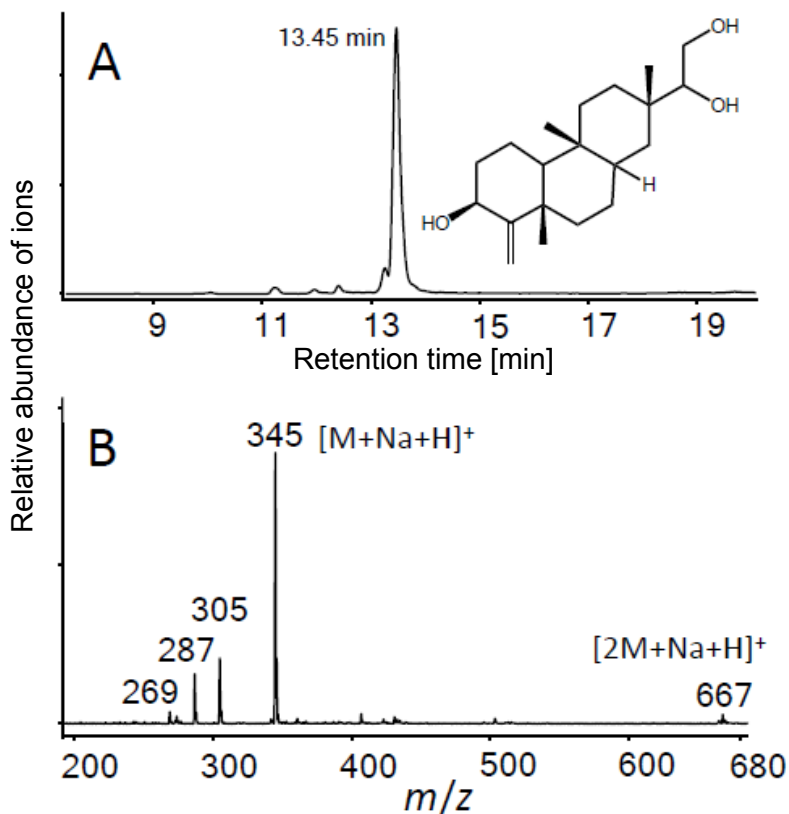 A
13.45 min
OH
OH
H
HO
9 11 13 15 17 19
Retention time [min]
Relative abundance of ions
B
345 [M+Na+H]+
305
287
269
[2M+Na+H]+
667
200 300 400 500 600 680
m/z